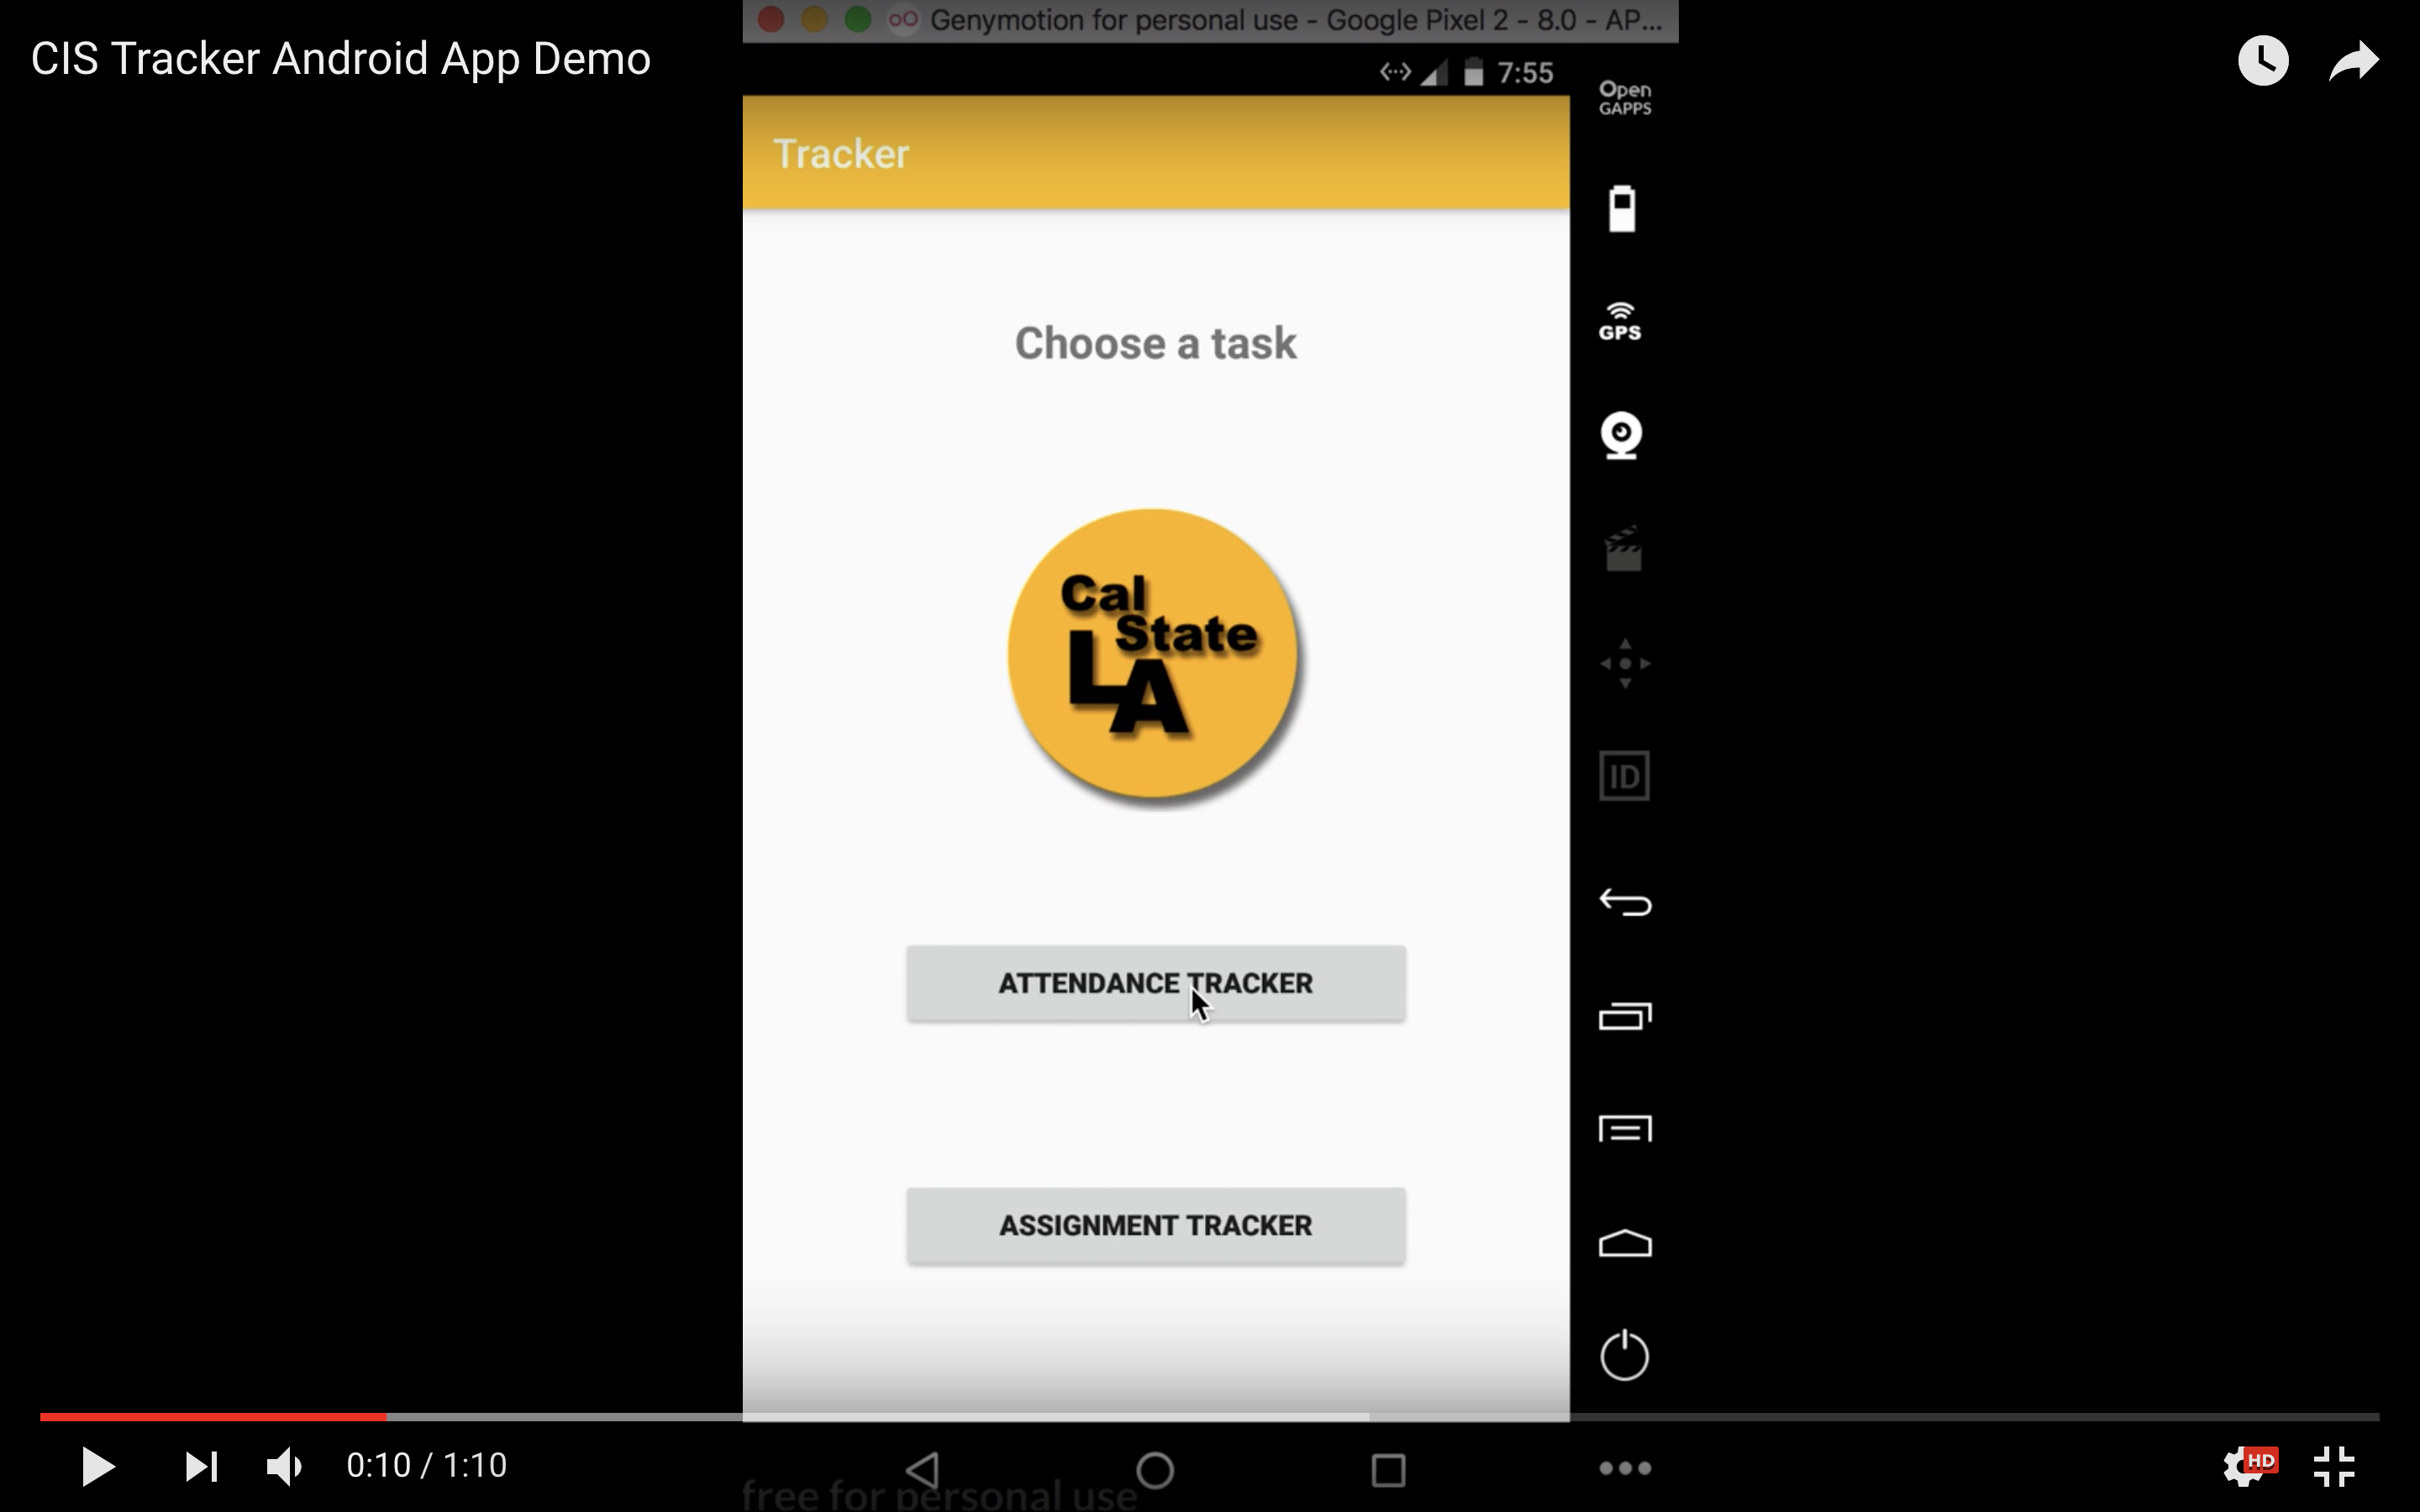 Genymotion for personal use - Google Pixel 2 - 8.0 - AP...
CIS Tracker Android App Demo
7:55
Open
GAPPS
Tracker
GPS
Choose a task
Cal
State
LA
ID
ATTENDANCE TRACKER
ASSIGNMENT TRACKER
0:10 / 1:10
HD
free for personal use